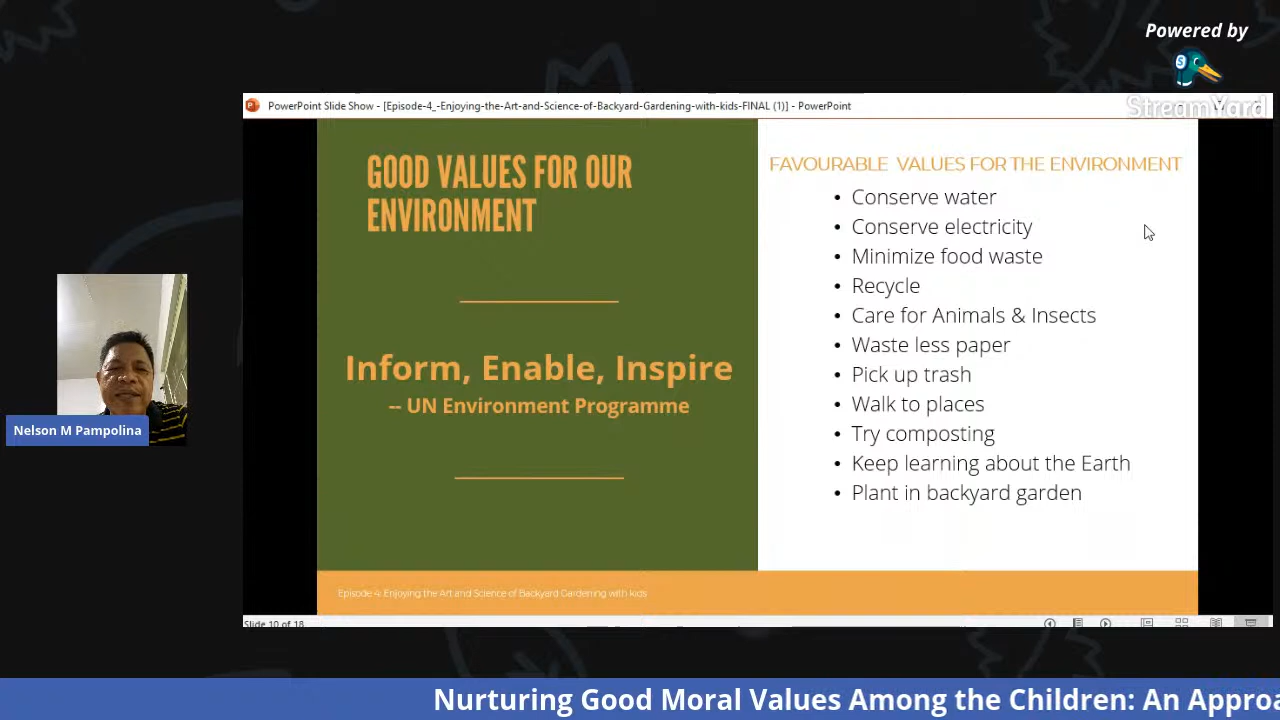 Powered by
StreamYard
PowerPoint Slide Show - [Episode-4_-Enjoying-the-Art-and-Science-of-Backyard-Gardening-with-kids-FINAL (1)] - PowerPoint
GOOD VALUES FOR OUR
ENVIRONMENT
Inform, Enable, Inspire
-- UN Environment Programme
FAVOURABLE VALUES FOR THE ENVIRONMENT
• Conserve water
• Conserve electricity
• Minimize food waste
• Recycle
• Care for Animals & Insects
• Waste less paper
• Pick up trash
• Walk to places
• Try composting
• Keep learning about the Earth
• Plant in backyard garden
Episode 4: Enjoying the Art and Science of Backyard Gardening with kids
Slide 10 of 18
Nelson M Pampolina
Nurturing Good Moral Values Among the Children: An Approa